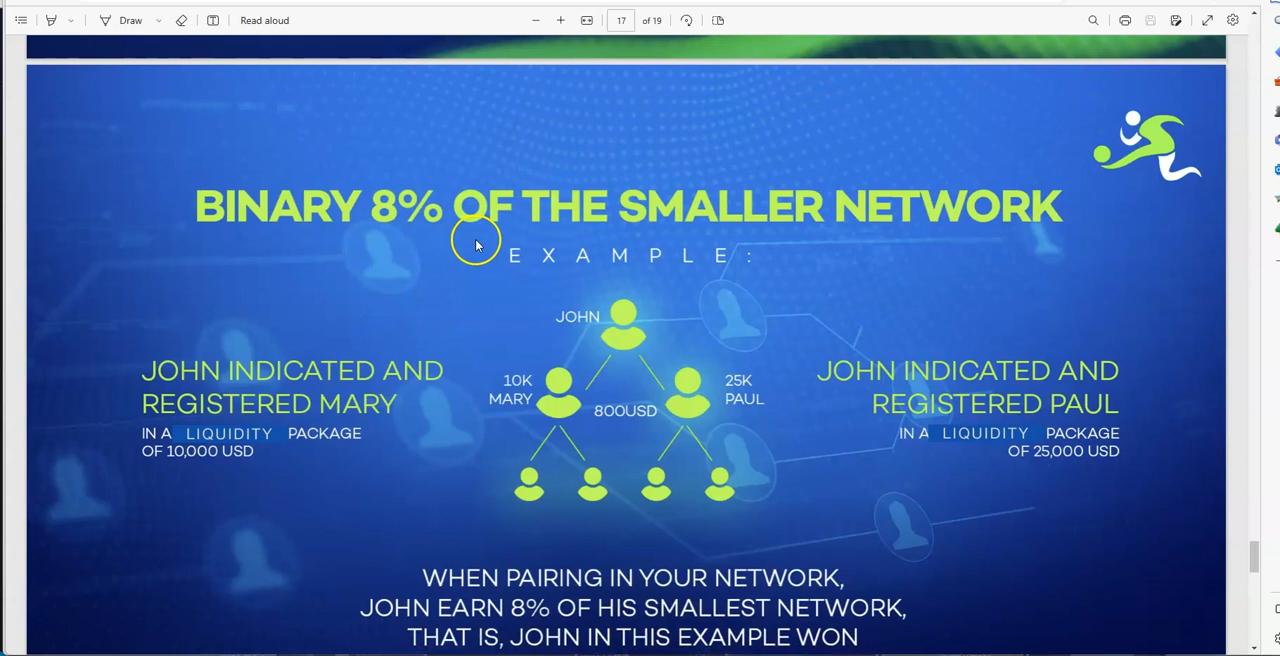 Draw
Read aloud
17 of 19
BINARY 8% OF THE SMALLER NETWORK
EXAMPLE:
JOHN
JOHN INDICATED AND
REGISTERED MARY
IN A LIQUIDITY PACKAGE
OF 10,000 USD
10K
MARY
800USD
25K
PAUL
JOHN INDICATED AND
REGISTERED PAUL
IN A LIQUIDITY PACKAGE
OF 25,000 USD
WHEN PAIRING IN YOUR NETWORK,
JOHN EARN 8% OF HIS SMALLEST NETWORK,
THAT IS, JOHN IN THIS EXAMPLE WON